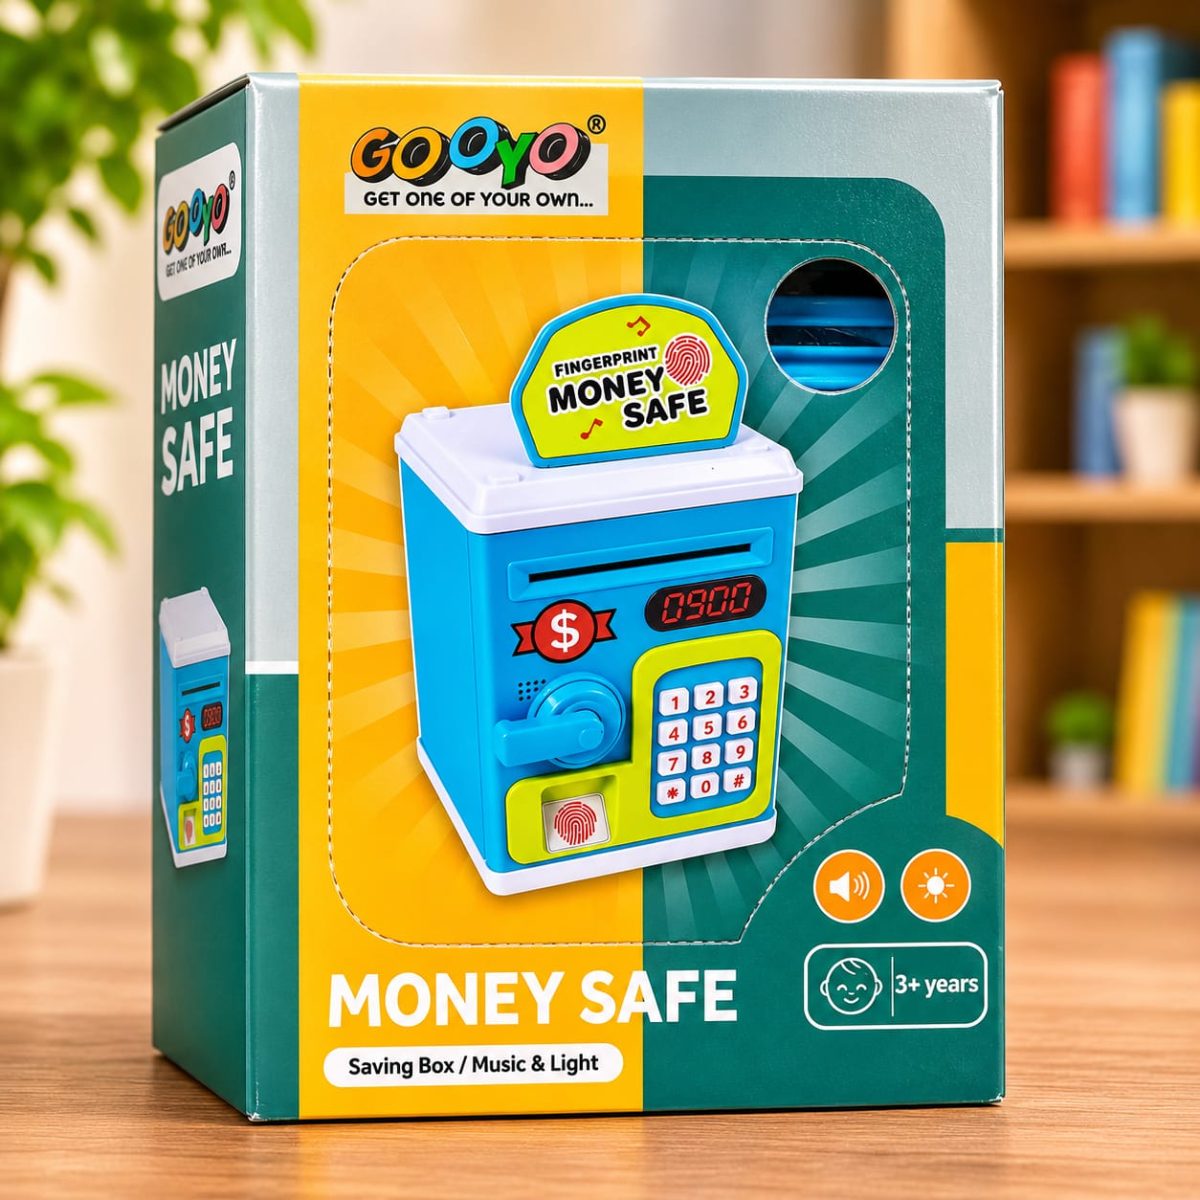 GOOYO®
GET ONE OF YOUR OWN...
GOOYO®
GET ONE OF YOUR OWN...
MONEY
SAFE
0900
FINGERPRINT
MONEY
SAFE
0900
$
1 2 3
4 5 6
7 8 9
* 0 #
MONEY SAFE
Saving Box / Music & Light
3+ years